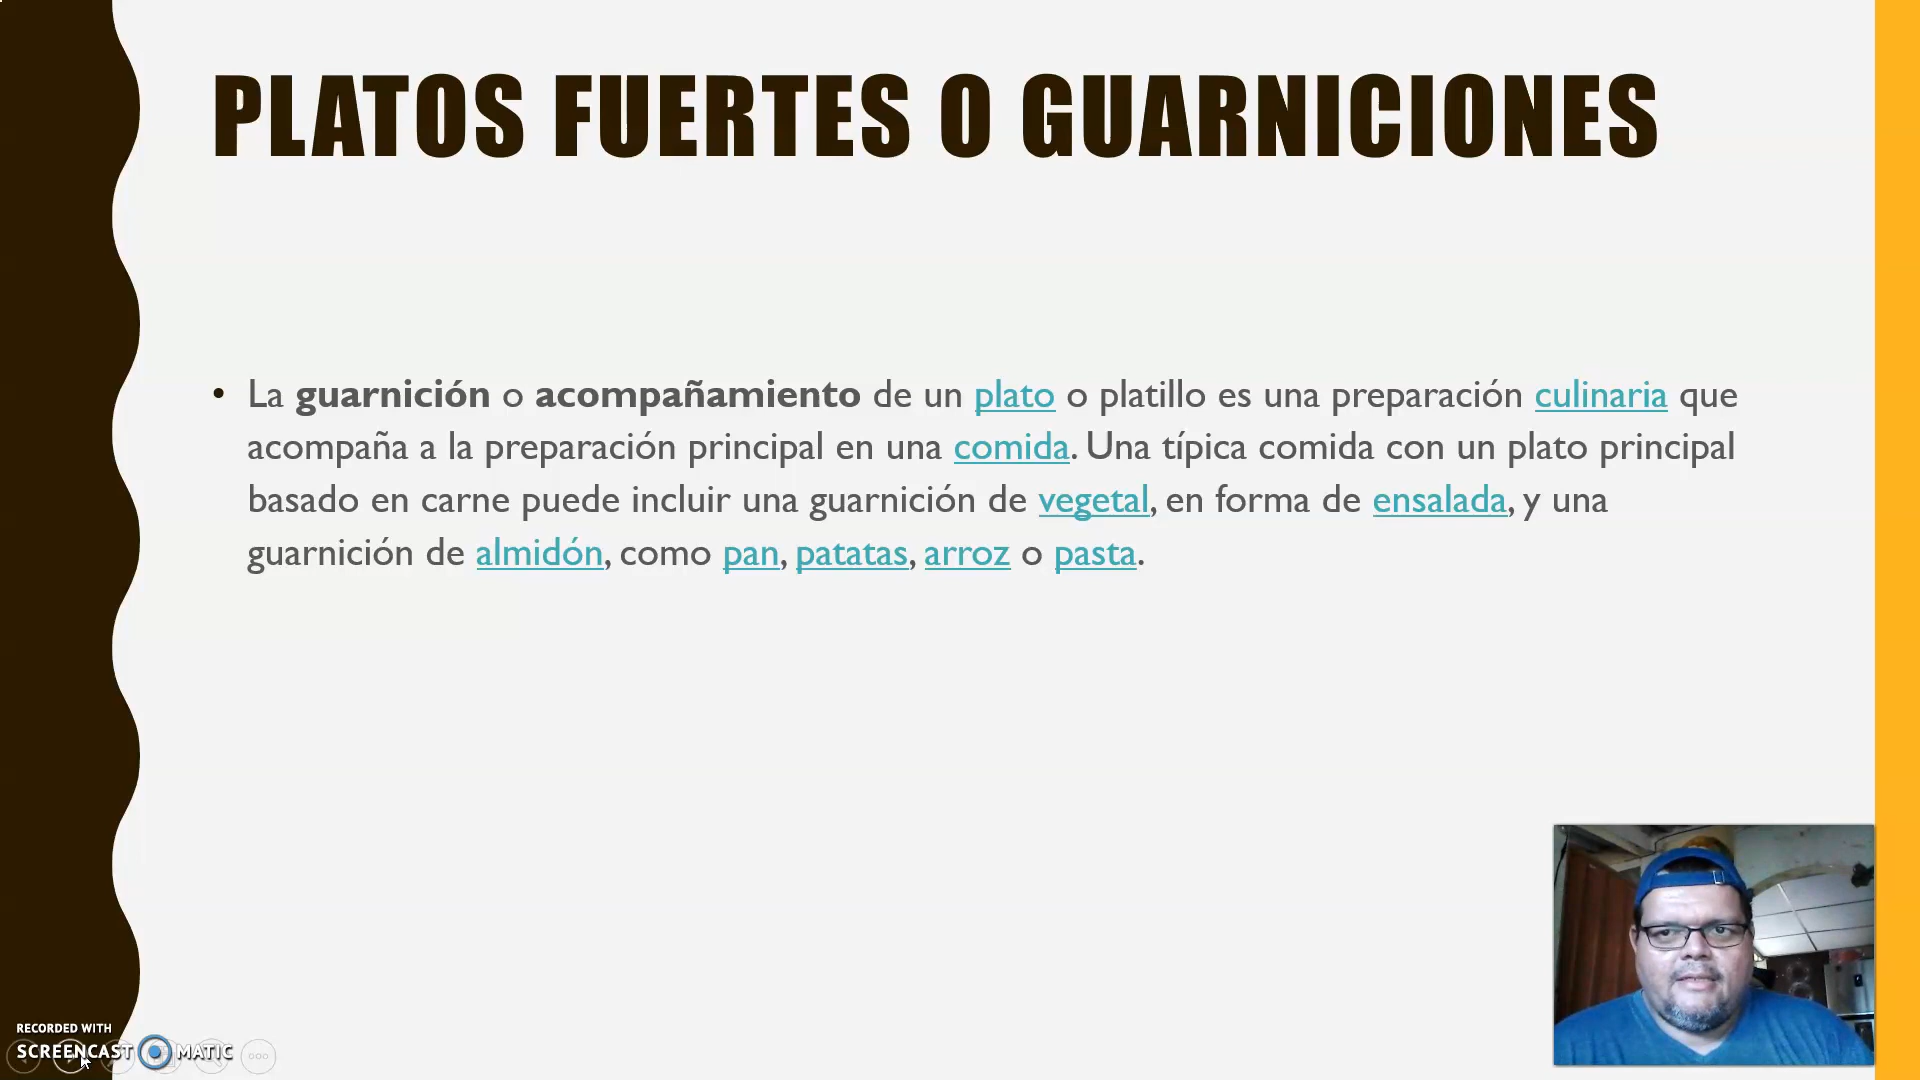 PLATOS FUERTES O GUARNICIONES
• La guarnición o acompañamiento de un plato o platillo es una preparación culinaria que
acompaña a la preparación principal en una comida. Una típica comida con un plato principal
basado en carne puede incluir una guarnición de vegetal, en forma de ensalada, y una
guarnición de almidón, como pan, patatas, arroz o pasta.
RECORDED WITH
SCREENCAST MATIC